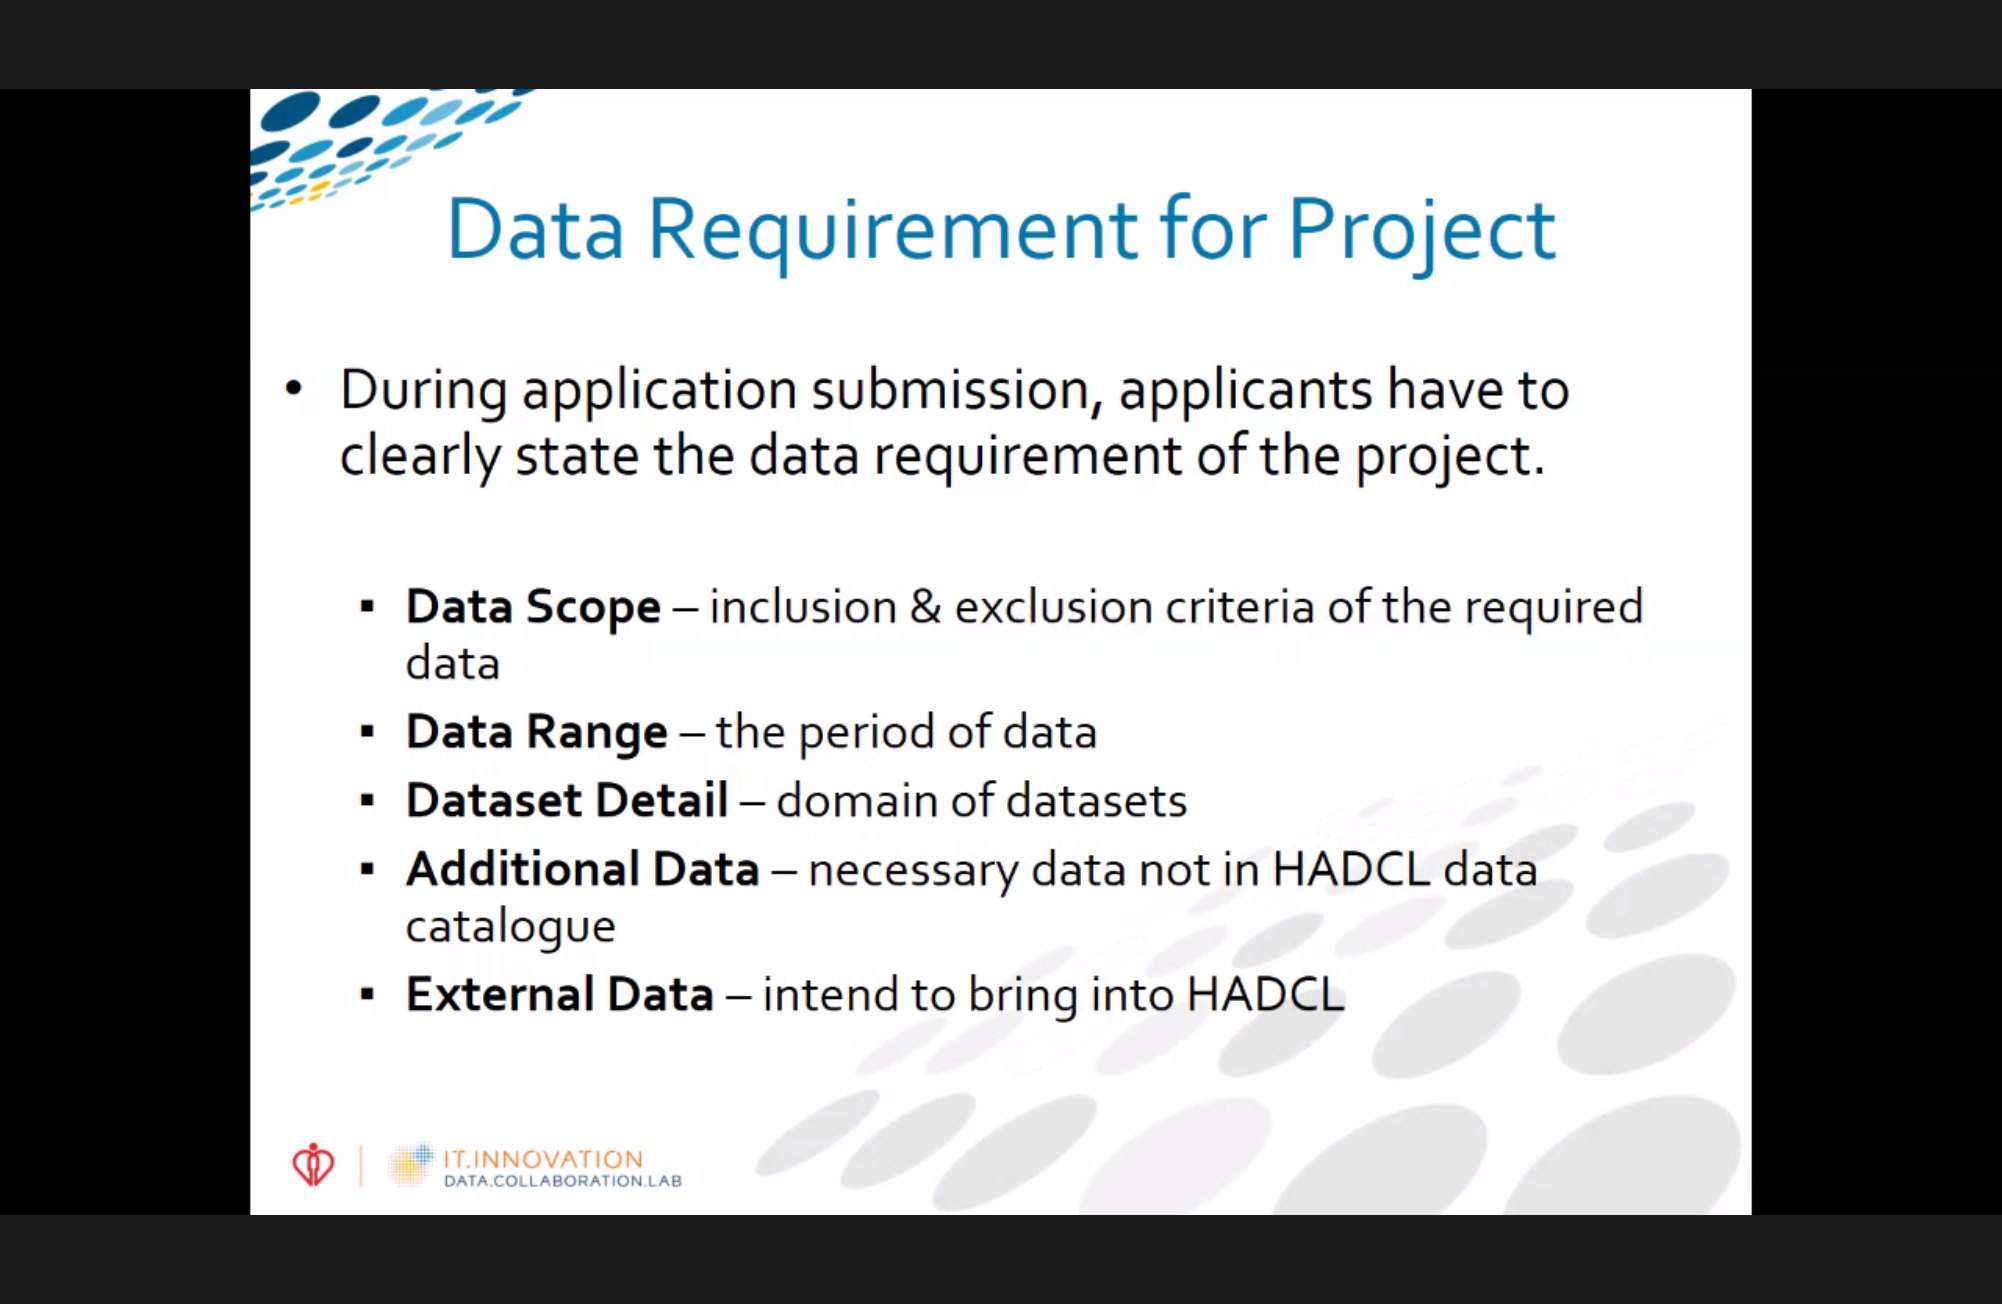 Data Requirement for Project
• During application submission, applicants have to
clearly state the data requirement of the project.
▪ Data Scope – inclusion & exclusion criteria of the required
data
▪ Data Range – the period of data
▪ Dataset Detail – domain of datasets
▪ Additional Data – necessary data not in HADCL data
catalogue
▪ External Data – intend to bring into HADCL
IT.INNOVATION
DATA.COLLABORATION.LAB